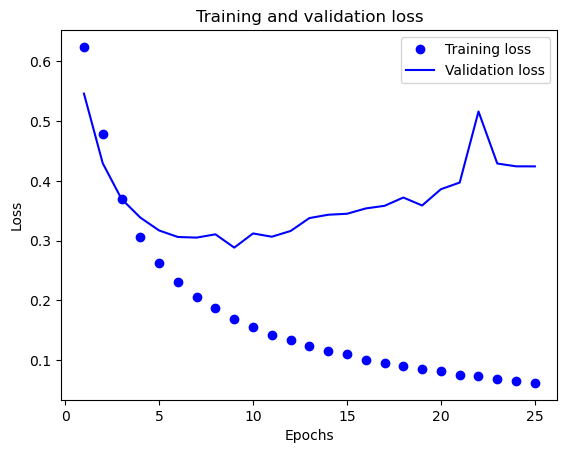 Training and validation loss
Training loss
Validation loss
Loss
0.6
0.5
0.4
0.3
0.2
0.1
0 5 10 15 20 25
Epochs